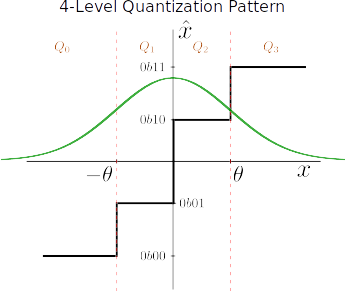 4-Level Quantization Pattern
x̂
Q₀ Q₁ Q₂ Q₃
0b11
0b10
−θ θ x
0b01
0b00